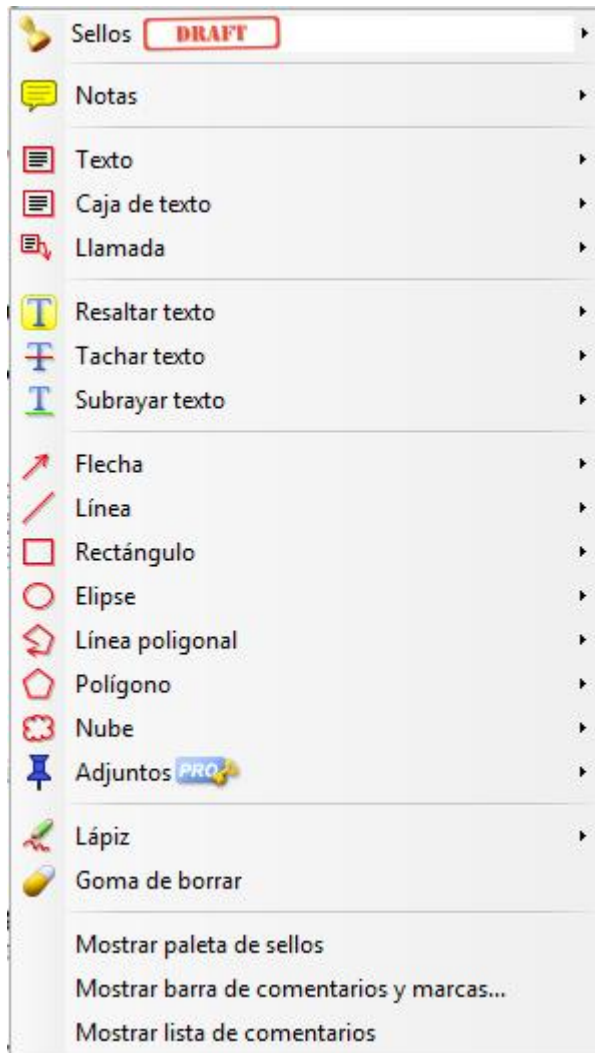 Sellos DRAFT
Notas
Texto
Caja de texto
Llamada
Resaltar texto
Tachar texto
Subrayar texto
Flecha
Línea
Rectángulo
Elipse
Línea poligonal
Polígono
Nube
Adjuntos PRO
Lápiz
Goma de borrar
Mostrar paleta de sellos
Mostrar barra de comentarios y marcas...
Mostrar lista de comentarios